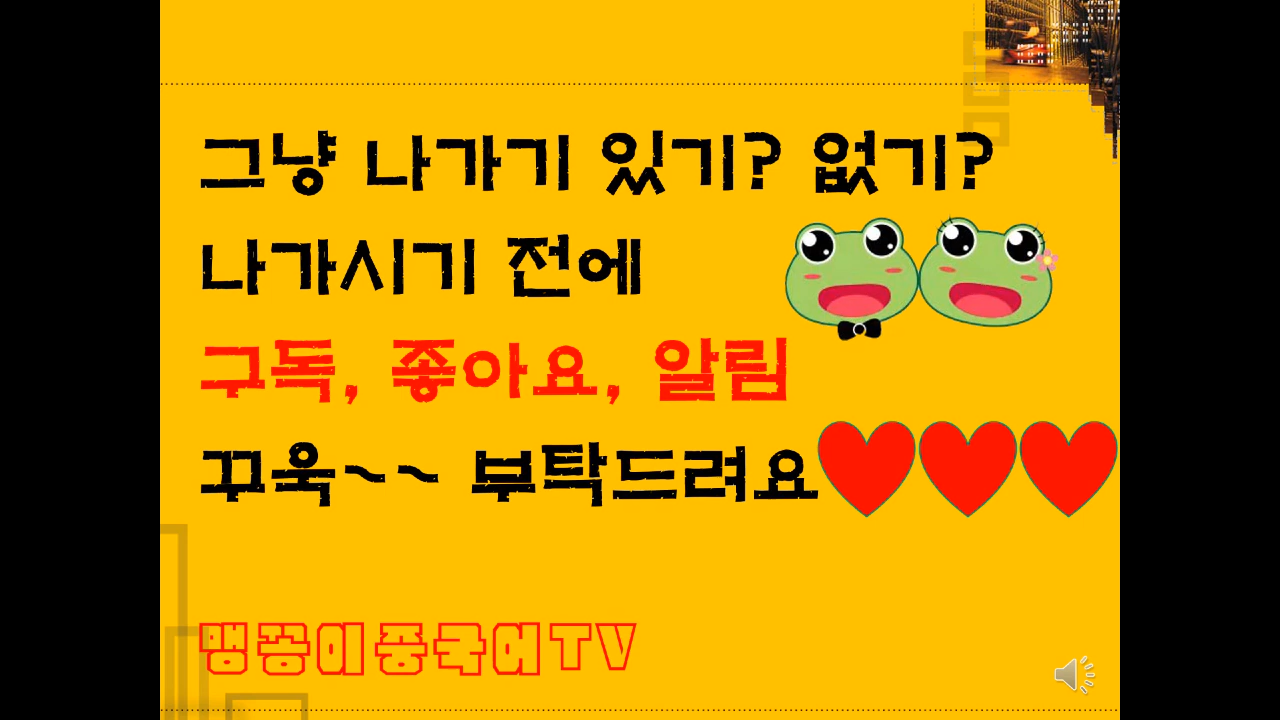 그냥 나가기 있기? 없기?
나가시기 전에
구독, 좋아요, 알림
꾸욱~~ 부탁드려요
맹꽁이중국어TV